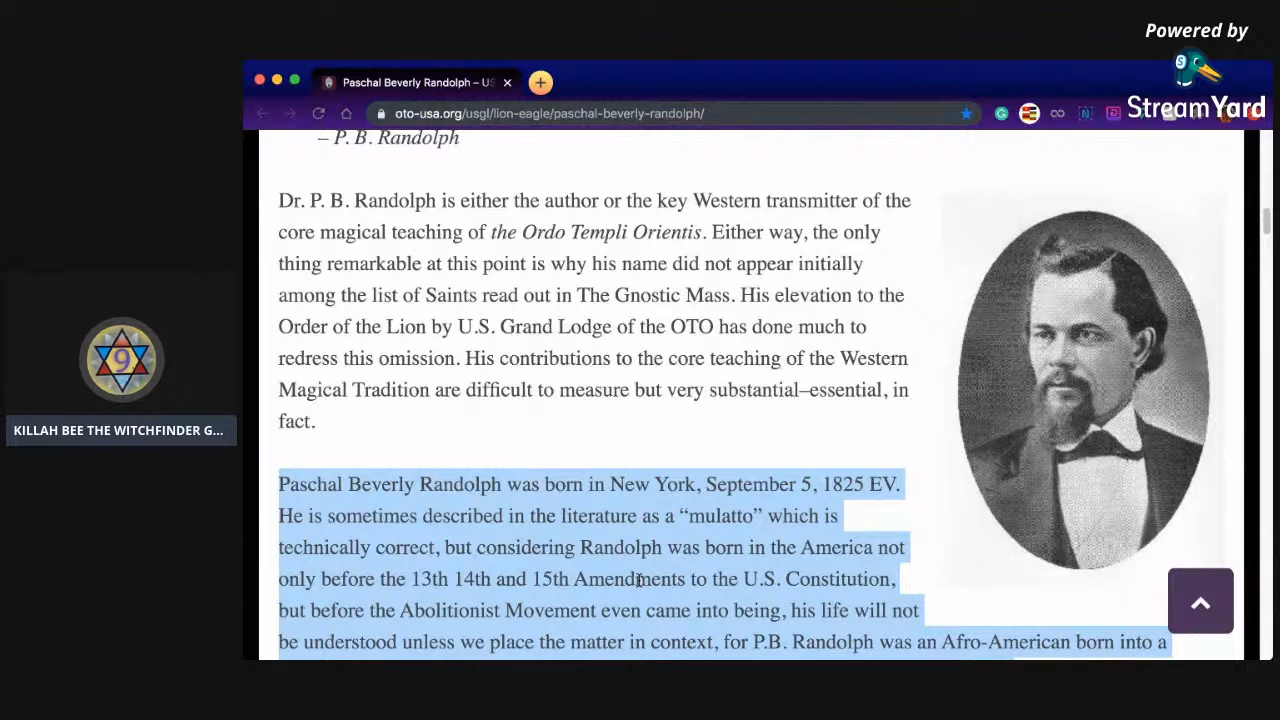 Powered by
StreamYard
Paschal Beverly Randolph – US
oto-usa.org/usgl/lion-eagle/paschal-beverly-randolph/
– P. B. Randolph
Dr. P. B. Randolph is either the author or the key Western transmitter of the
core magical teaching of the Ordo Templi Orientis. Either way, the only
thing remarkable at this point is why his name did not appear initially
among the list of Saints read out in The Gnostic Mass. His elevation to the
Order of the Lion by U.S. Grand Lodge of the OTO has done much to
redress this omission. His contributions to the core teaching of the Western
Magical Tradition are difficult to measure but very substantial–essential, in
fact.
Paschal Beverly Randolph was born in New York, September 5, 1825 EV.
He is sometimes described in the literature as a “mulatto” which is
technically correct, but considering Randolph was born in the America not
only before the 13th 14th and 15th Amendments to the U.S. Constitution,
but before the Abolitionist Movement even came into being, his life will not
be understood unless we place the matter in context, for P.B. Randolph was an Afro-American born into a
9
KILLAH BEE THE WITCHFINDER G...